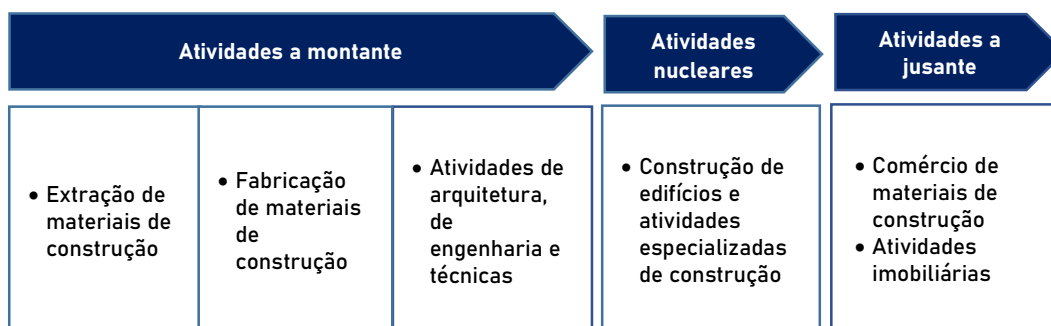 Atividades a montante
Atividades
nucleares
Atividades a
jusante
• Extração de
materiais de
construção
• Fabricação
de materiais
de
construção
• Atividades de
arquitetura,
de
engenharia e
técnicas
• Construção de
edifícios e
atividades
especializadas
de construção
• Comércio de
materiais de
construção
• Atividades
imobiliárias